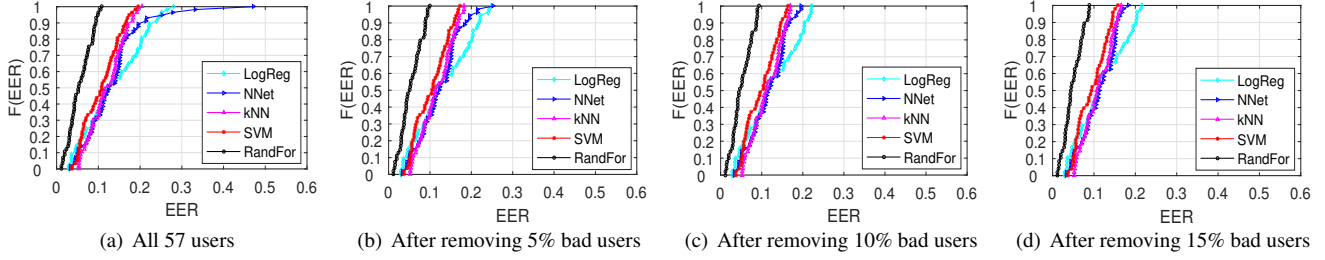 1
0.9
0.8
0.7
0.6
0.5
0.4
0.3
0.2
0.1
0
F(EER)
LogReg
NNet
kNN
SVM
RandFor
0 0.1 0.2 0.3 0.4 0.5 0.6
EER
(a) All 57 users
1
0.9
0.8
0.7
0.6
0.5
0.4
0.3
0.2
0.1
0
F(EER)
LogReg
NNet
kNN
SVM
RandFor
0 0.1 0.2 0.3 0.4 0.5 0.6
EER
(b) After removing 5% bad users
1
0.9
0.8
0.7
0.6
0.5
0.4
0.3
0.2
0.1
0
F(EER)
LogReg
NNet
kNN
SVM
RandFor
0 0.1 0.2 0.3 0.4 0.5 0.6
EER
(c) After removing 10% bad users
1
0.9
0.8
0.7
0.6
0.5
0.4
0.3
0.2
0.1
0
F(EER)
LogReg
NNet
kNN
SVM
RandFor
0 0.1 0.2 0.3 0.4 0.5 0.6
EER
(d) After removing 15% bad users